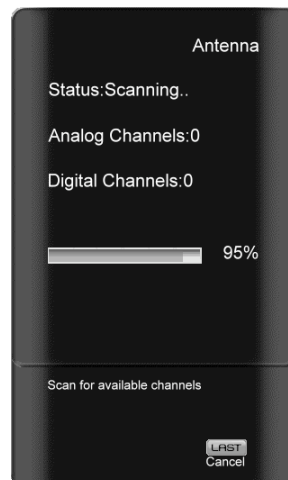 Antenna
Status:Scanning..
Analog Channels:0
Digital Channels:0
95%
Scan for available channels
LAST
Cancel